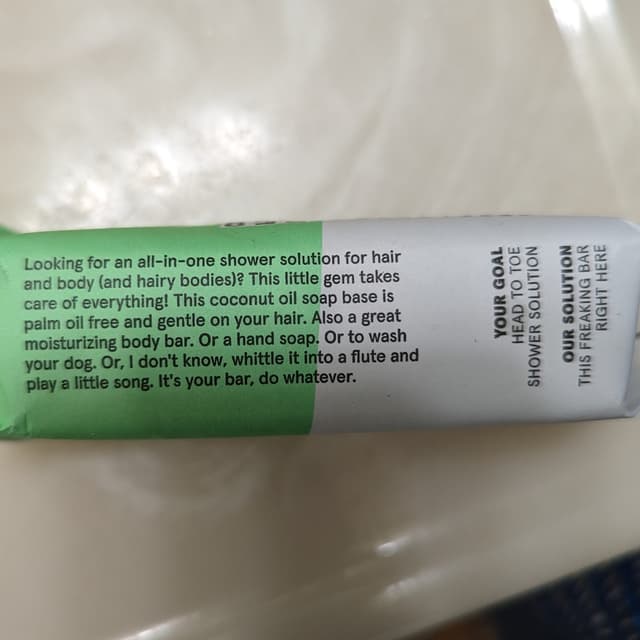 Looking for an all-in-one shower solution for hair
and body (and hairy bodies)? This little gem takes
care of everything! This coconut oil soap base is
palm oil free and gentle on your hair. Also a great
moisturizing body bar. Or a hand soap. Or to wash
your dog. Or, I don't know, whittle it into a flute and
play a little song. It's your bar, do whatever.
YOUR GOAL
HEAD TO TOE
SHOWER SOLUTION
OUR SOLUTION
THIS FREAKING BAR
RIGHT HERE